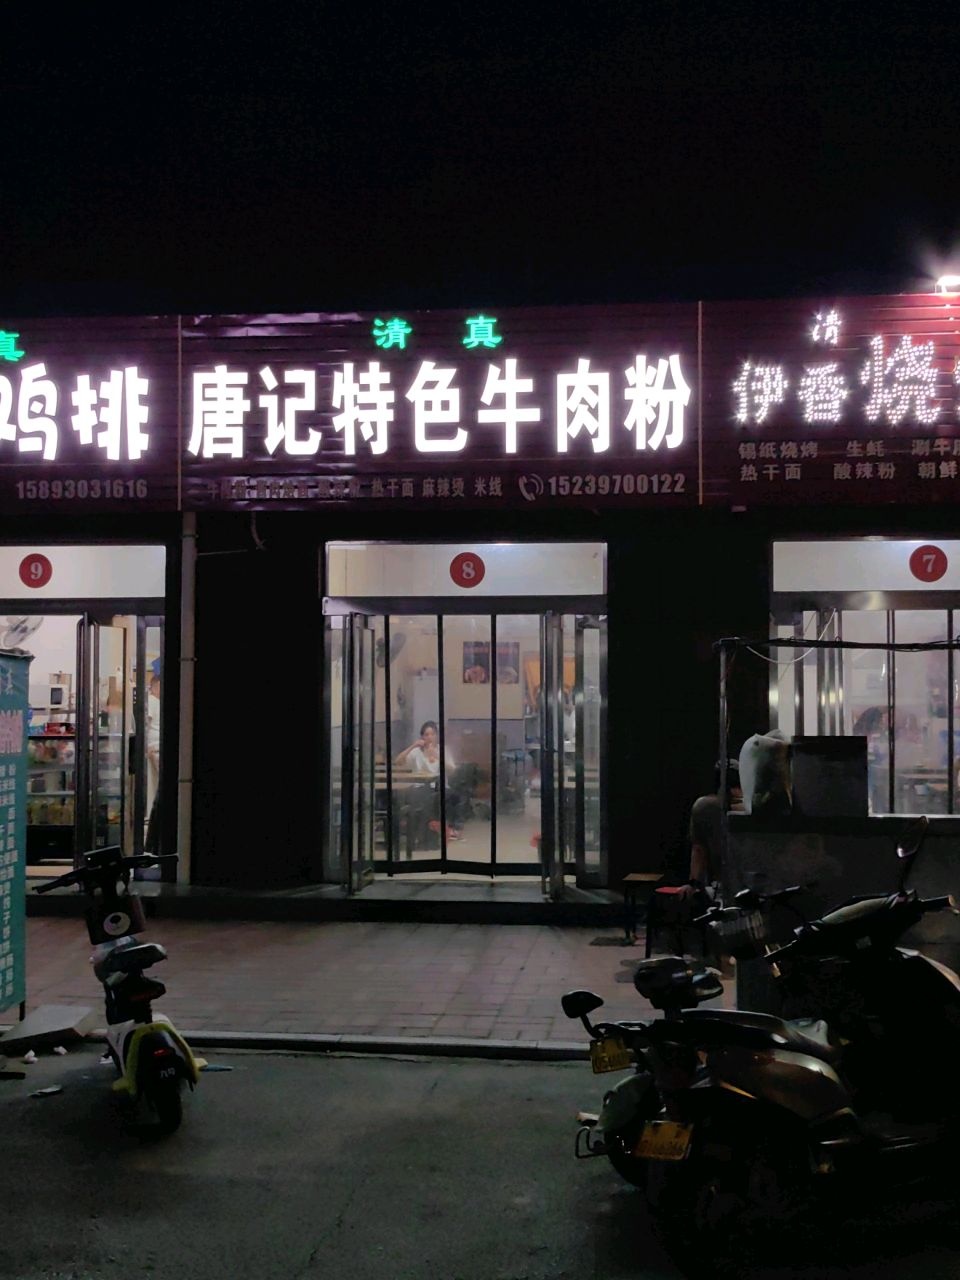 真
鸡排
15893031616
清真
唐记特色牛肉粉
热干面 麻辣烫 米线 15239700122
清
伊香烧
锡纸烧烤 生蚝 涮牛
热干面 酸辣粉 朝鲜
9
8
7